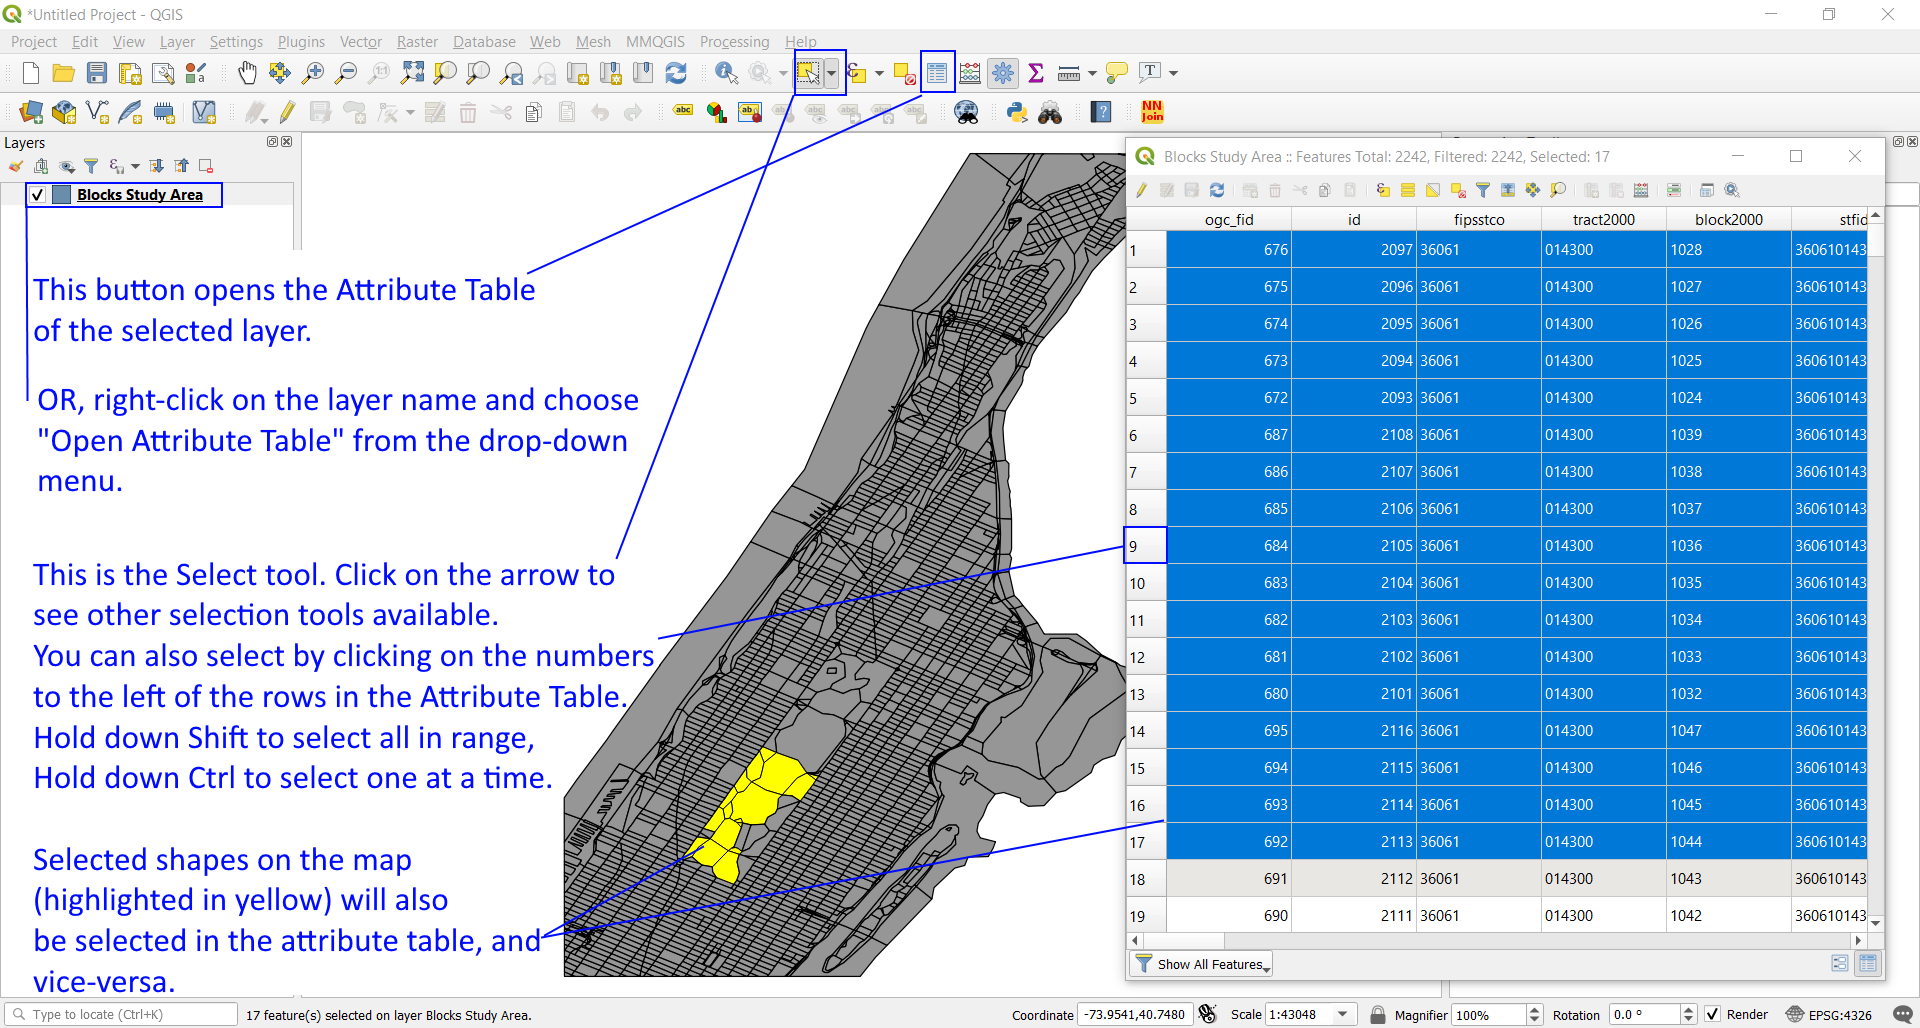 *Untitled Project - QGIS
Project Edit View Layer Settings Plugins Vector Raster Database Web Mesh MMQGIS Processing Help
Layers
Blocks Study Area
This button opens the Attribute Table
of the selected layer.
OR, right-click on the layer name and choose
"Open Attribute Table" from the drop-down
menu.
This is the Select tool. Click on the arrow to
see other selection tools available.
You can also select by clicking on the numbers
to the left of the rows in the Attribute Table.
Hold down Shift to select all in range,
Hold down Ctrl to select one at a time.
Selected shapes on the map
(highlighted in yellow) will also
be selected in the attribute table, and
vice-versa.
Blocks Study Area :: Features Total: 2242, Filtered: 2242, Selected: 17
ogc_fid id fipsstco tract2000 block2000 stfid
1 676 2097 36061 014300 1028 360610143
2 675 2096 36061 014300 1027 360610143
3 674 2095 36061 014300 1026 360610143
4 673 2094 36061 014300 1025 360610143
5 672 2093 36061 014300 1024 360610143
6 687 2108 36061 014300 1039 360610143
7 686 2107 36061 014300 1038 360610143
8 685 2106 36061 014300 1037 360610143
9 684 2105 36061 014300 1036 360610143
10 683 2104 36061 014300 1035 360610143
11 682 2103 36061 014300 1034 360610143
12 681 2102 36061 014300 1033 360610143
13 680 2101 36061 014300 1032 360610143
14 695 2116 36061 014300 1047 360610143
15 694 2115 36061 014300 1046 360610143
16 693 2114 36061 014300 1045 360610143
17 692 2113 36061 014300 1044 360610143
18 691 2112 36061 014300 1043 360610143
19 690 2111 36061 014300 1042 360610143
Show All Features
Type to locate (Ctrl+K) 17 feature(s) selected on layer Blocks Study Area. Coordinate -73.9541,40.7480 Scale 1:43048 Magnifier 100% Rotation 0.0 ° Render EPSG:4326